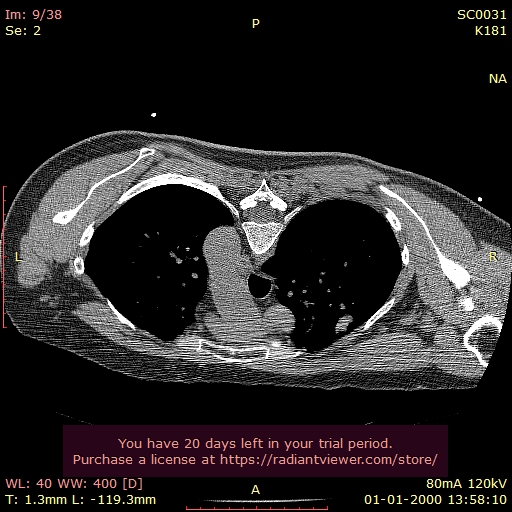 Im: 9/38
Se: 2
P
SC0031
K181
NA
L
R
You have 20 days left in your trial period.
Purchase a license at https://radiantviewer.com/store/
WL: 40 WW: 400 [D]
T: 1.3mm L: -119.3mm
A
80mA 120kV
01-01-2000 13:58:10